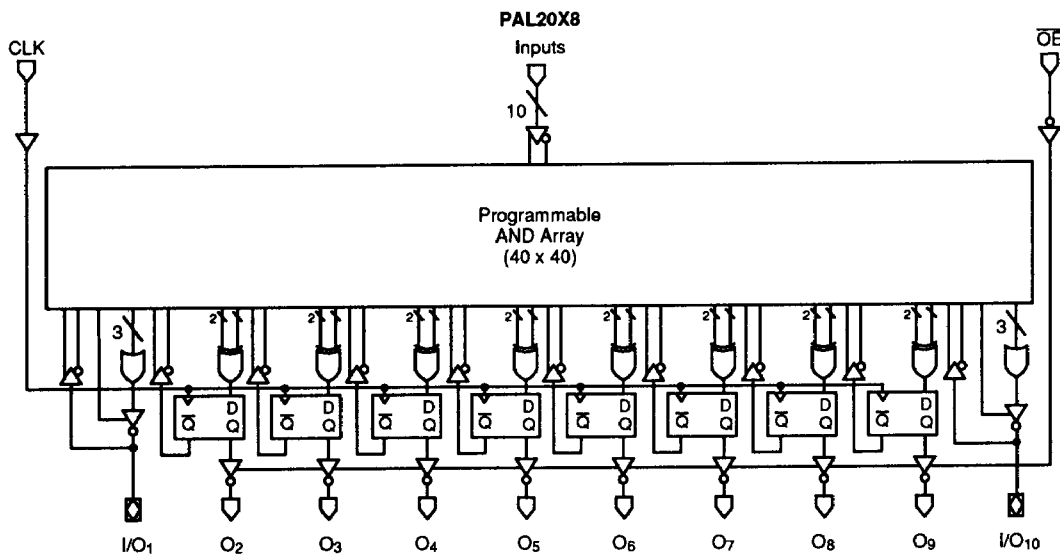 PAL20X8
CLK
Inputs
OE
10
Programmable
AND Array
(40 x 40)
3 2 2 2 2 2 2 2 2 3
Q D Q Q D Q Q D Q Q D Q Q D Q Q D Q Q D Q Q D Q
I/O1 O2 O3 O4 O5 O6 O7 O8 O9 I/O10